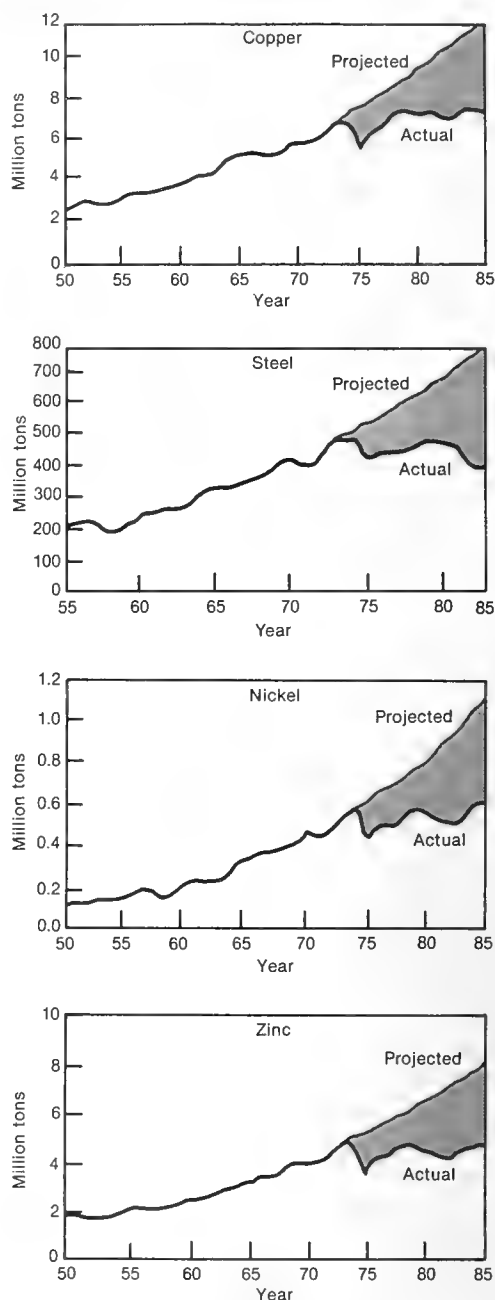 Copper
Million tons
12
10
8
6
4
2
0
Projected
Actual
50 55 60 65 70 75 80 85
Year
Steel
Million tons
800
700
600
500
400
300
200
100
0
Projected
Actual
55 60 65 70 75 80 85
Year
Nickel
Million tons
1.2
1.0
0.8
0.6
0.4
0.2
0.0
Projected
Actual
50 55 60 65 70 75 80 85
Year
Zinc
Million tons
10
8
6
4
2
0
Projected
Actual
50 55 60 65 70 75 80 85
Year